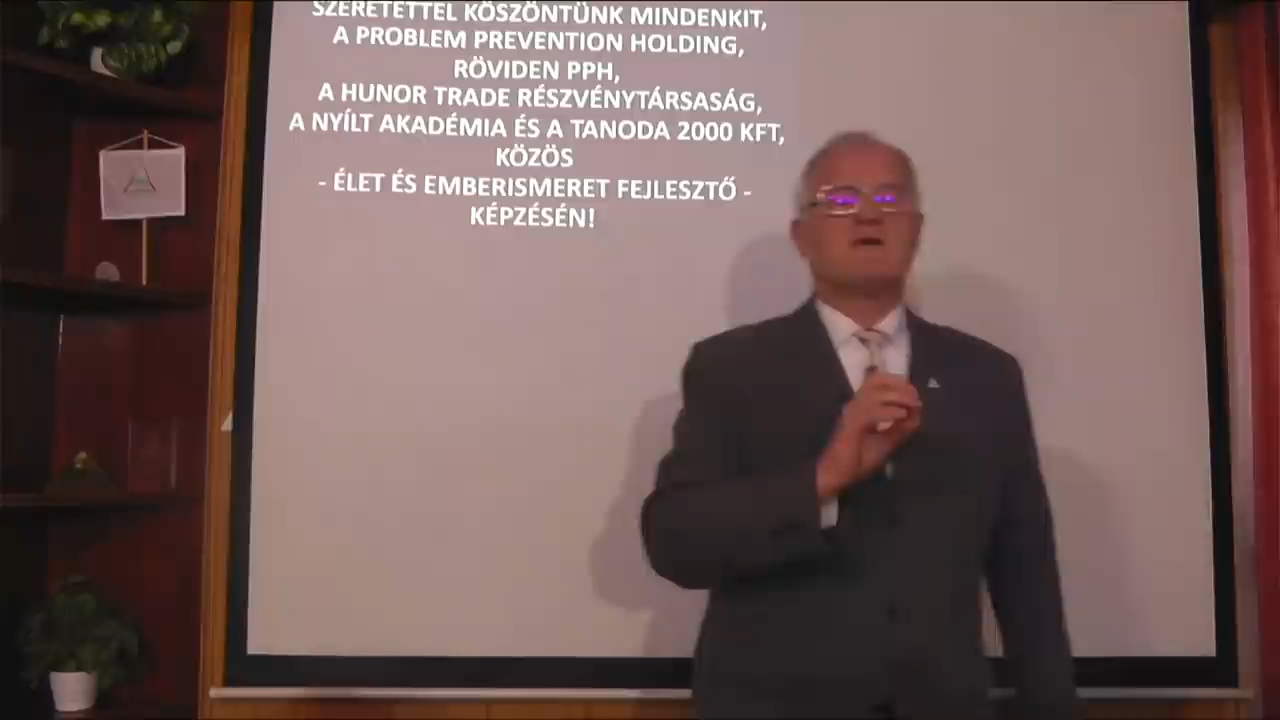 SZERETETTEL KÖSZÖNTÜNK MINDENKIT,
A PROBLEM PREVENTION HOLDING,
RÖVIDEN PPH,
A HUNOR TRADE RÉSZVÉNYTÁRSASÁG,
A NYÍLT AKADÉMIA ÉS A TANODA 2000 KFT,
KÖZÖS
- ÉLET ÉS EMBERISMERET FEJLESZTŐ -
KÉPZÉSÉN!